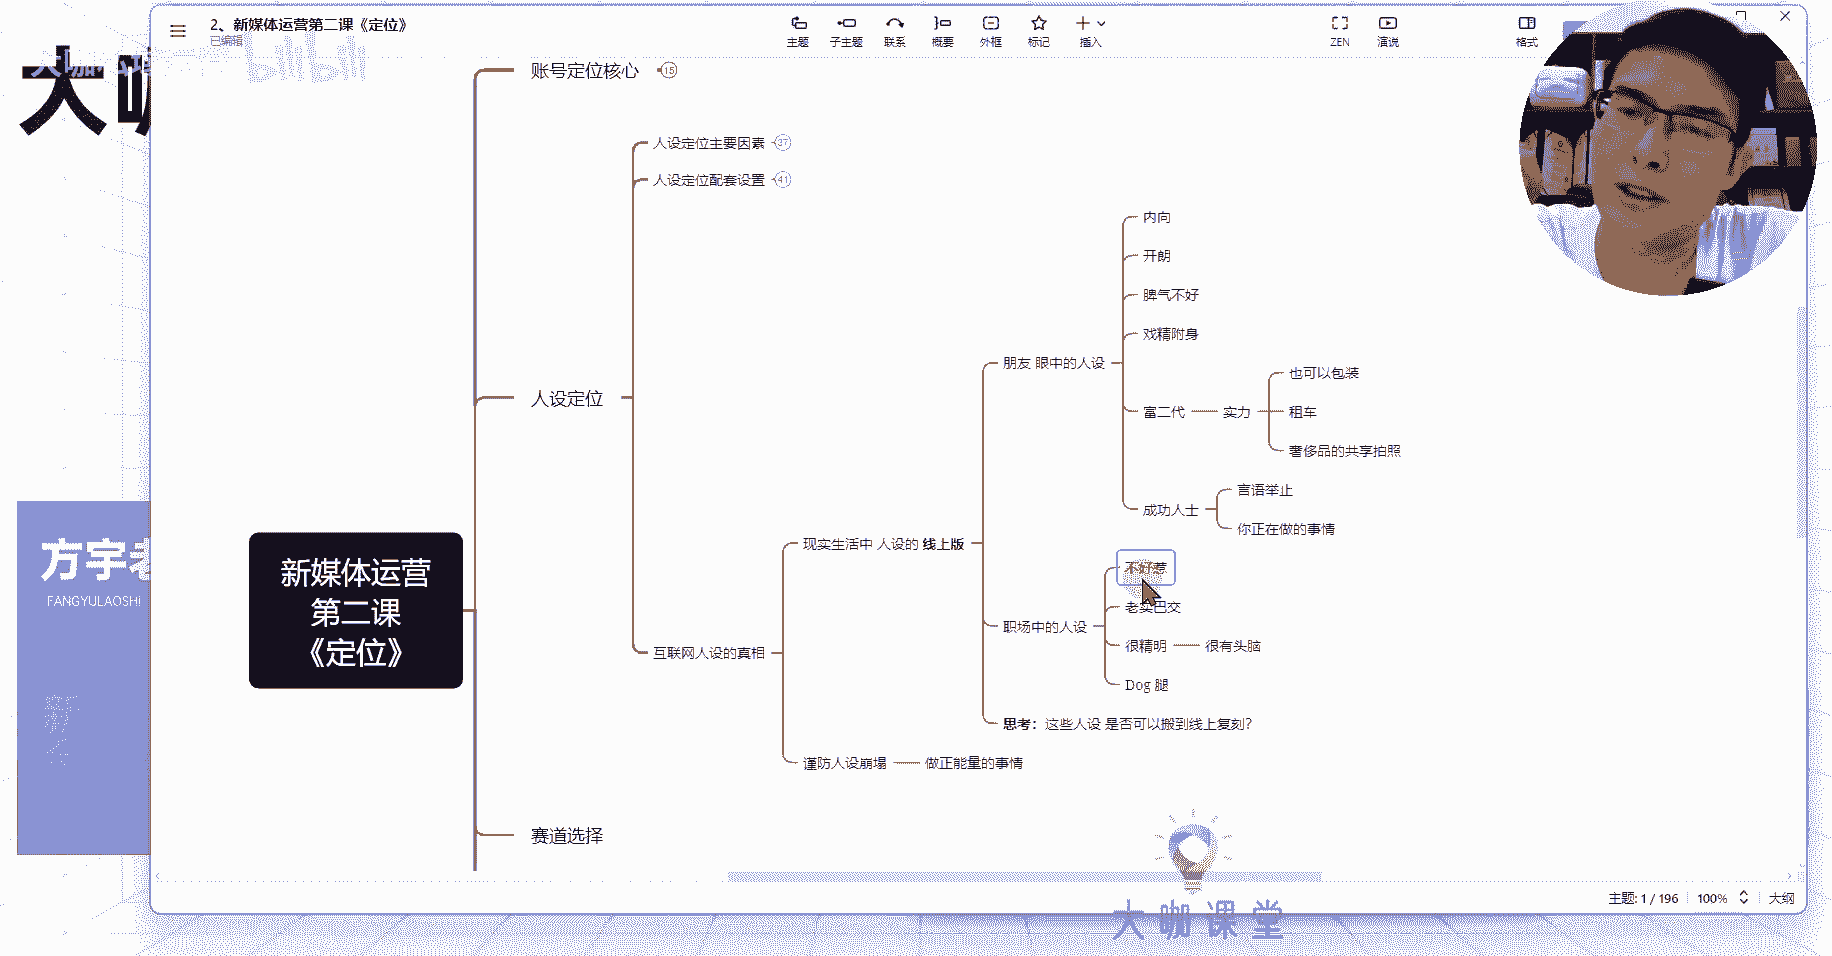 2、新媒体运营第二课《定位》
已编辑
主题
子主题
联系
概要
外框
标记
插入
ZEN
演说
格式
大咖
bilibili
账号定位核心 15
人设定位主要因素 37
人设定位配套设置 41
内向
开朗
脾气不好
戏精附身
朋友 眼中的人设
也可以包装
人设定位
富二代
实力
租车
奢侈品的共享拍照
言语举止
成功人士
你正在做的事情
现实生活中 人设的 线上版
不好惹
新媒体运营
第二课
《定位》
老实巴交
职场中的人设
很精明
很有头脑
互联网人设的真相
Dog 腿
思考：这些人设 是否可以搬到线上复刻?
谨防人设崩塌
做正能量的事情
赛道选择
方宇老
FANGYULAOSHI
主题: 1 / 196
100%
大纲
大咖课堂